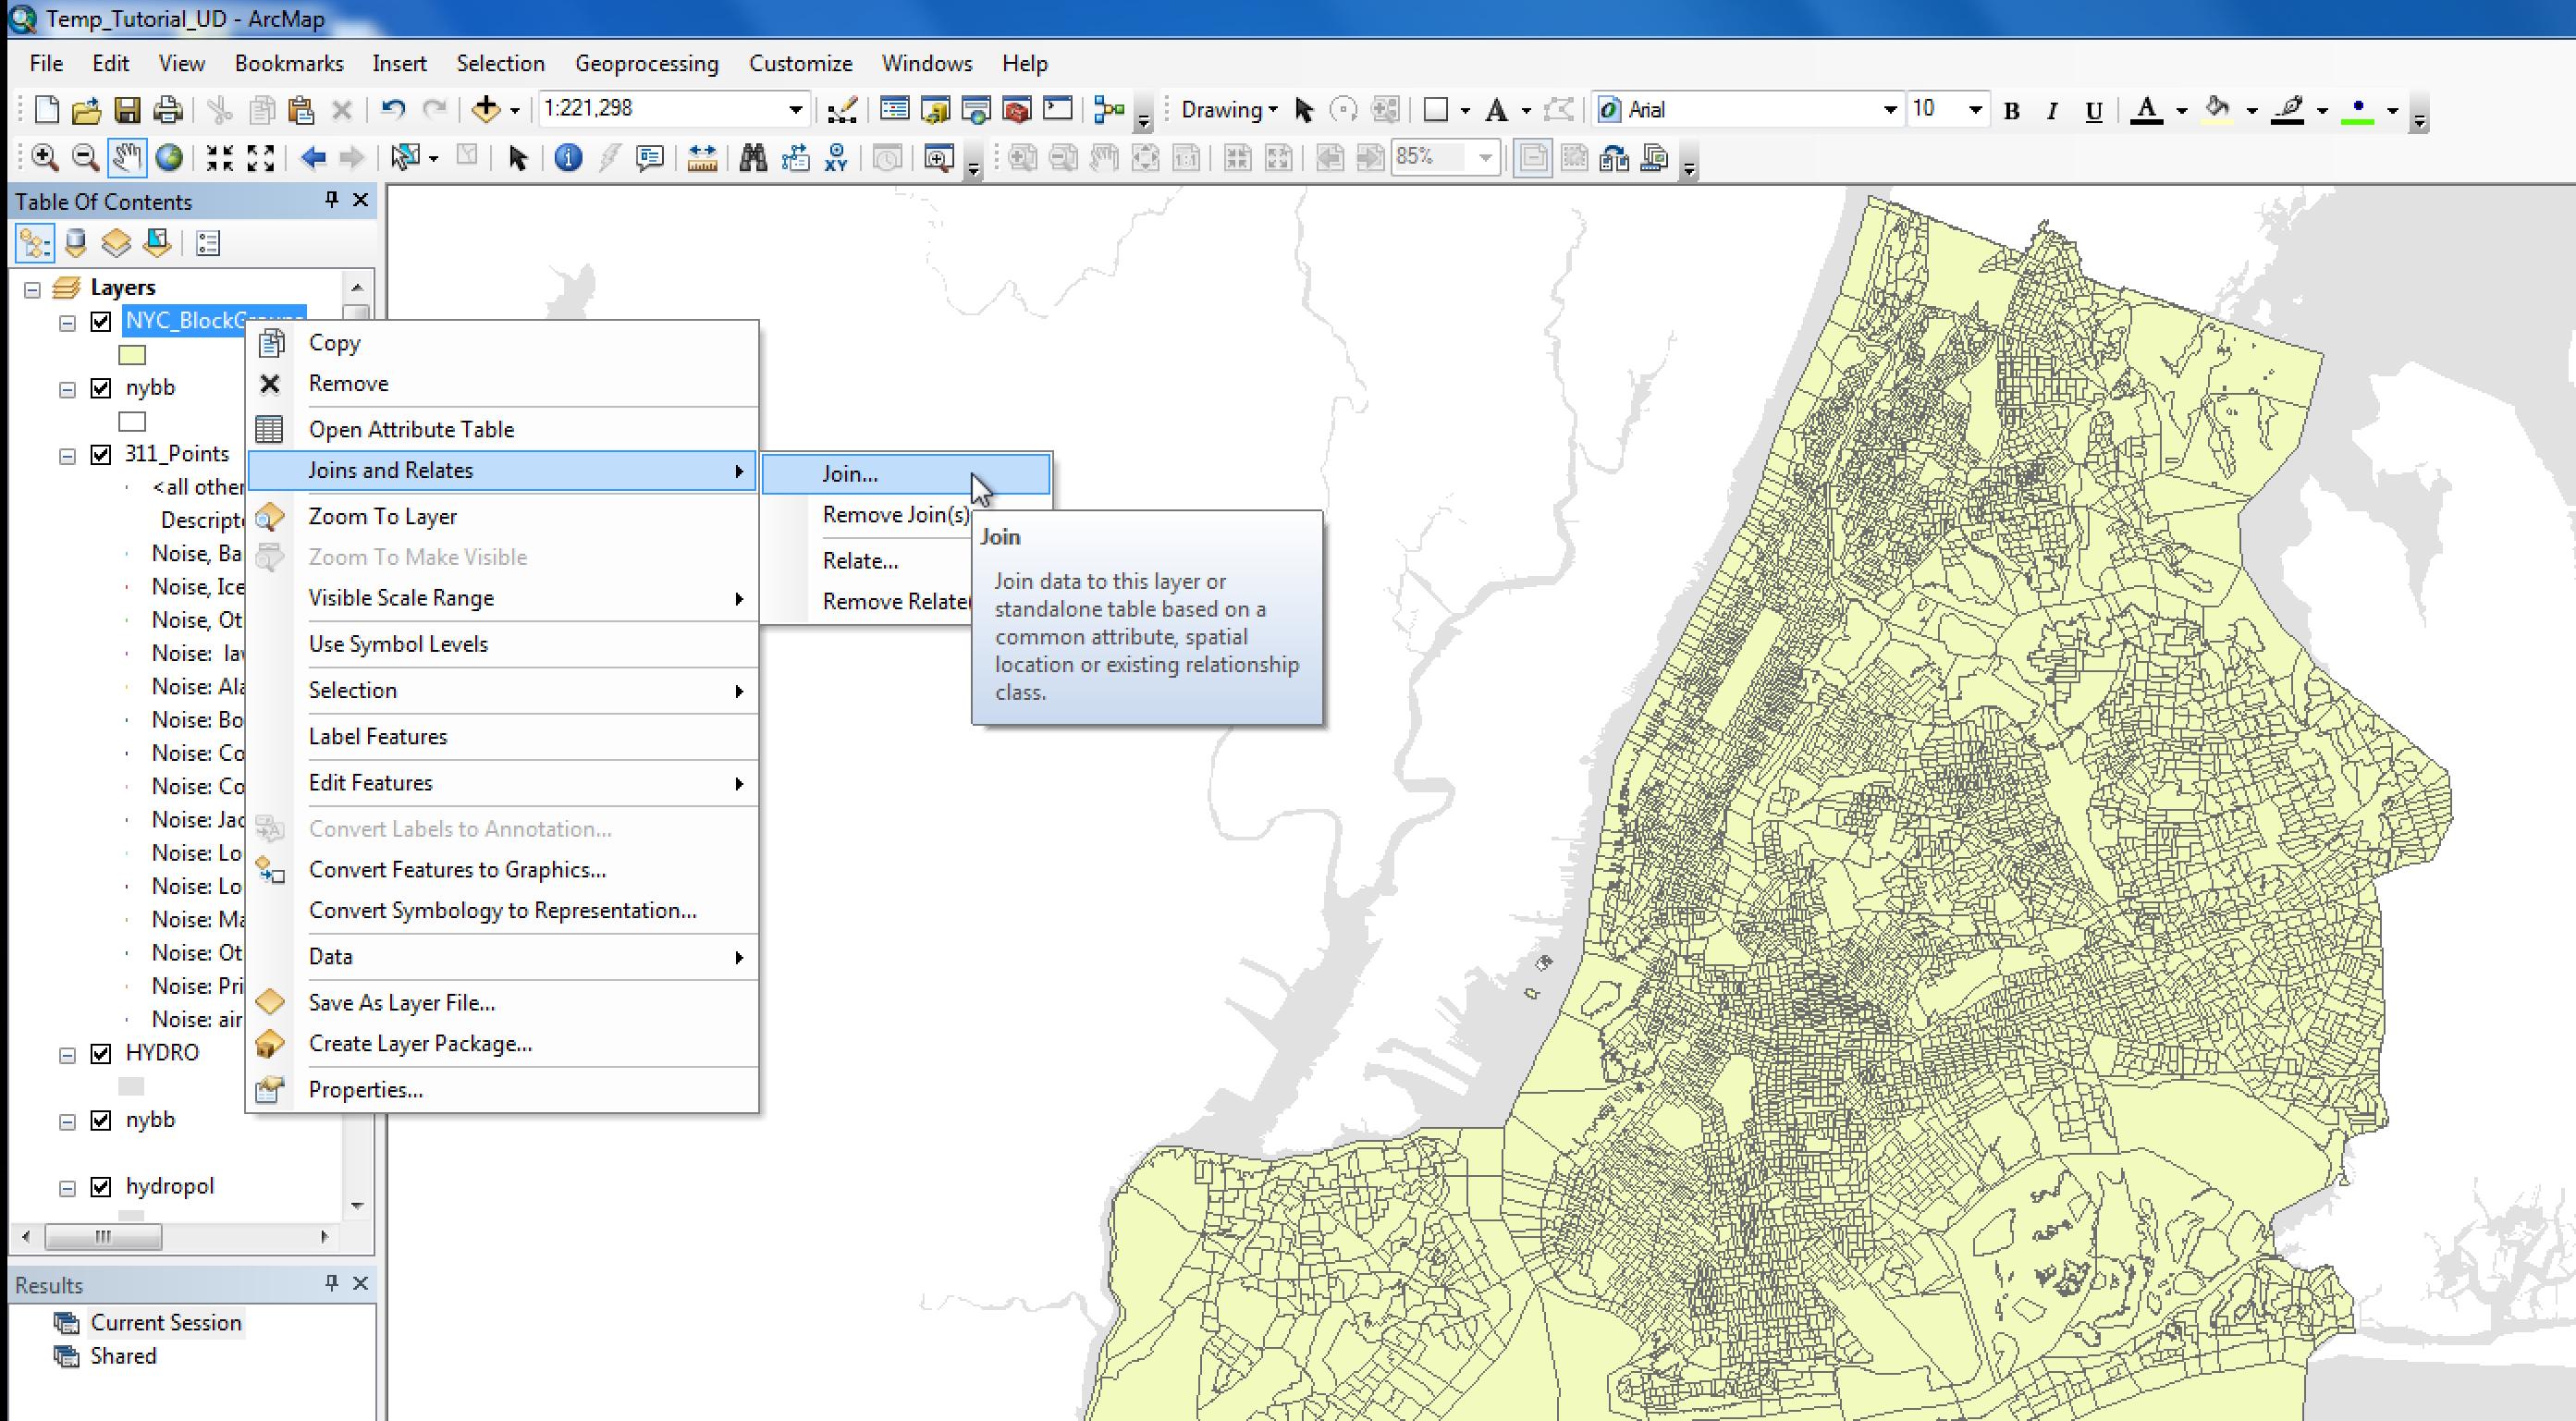 Temp_Tutorial_UD - ArcMap
File Edit View Bookmarks Insert Selection Geoprocessing Customize Windows Help
1:221,298 Drawing Arial 10 B I U A
XY 1:1 85%
Table Of Contents
Layers
NYC_BlockGroups
nybb
311_Points
<all other
Descript
Noise, Ba
Noise, Ice
Noise, Ot
Noise: lav
Noise: Ala
Noise: Bo
Noise: Co
Noise: Co
Noise: Jac
Noise: Lo
Noise: Lo
Noise: Ma
Noise: Ot
Noise: Pri
Noise: air
HYDRO
nybb
hydropol
Copy
Remove
Open Attribute Table
Joins and Relates
Zoom To Layer
Zoom To Make Visible
Visible Scale Range
Use Symbol Levels
Selection
Label Features
Edit Features
Convert Labels to Annotation...
Convert Features to Graphics...
Convert Symbology to Representation...
Data
Save As Layer File...
Create Layer Package...
Properties...
Join...
Remove Join(s)
Relate...
Remove Relate(
Join
Join data to this layer or
standalone table based on a
common attribute, spatial
location or existing relationship
class.
Results
Current Session
Shared